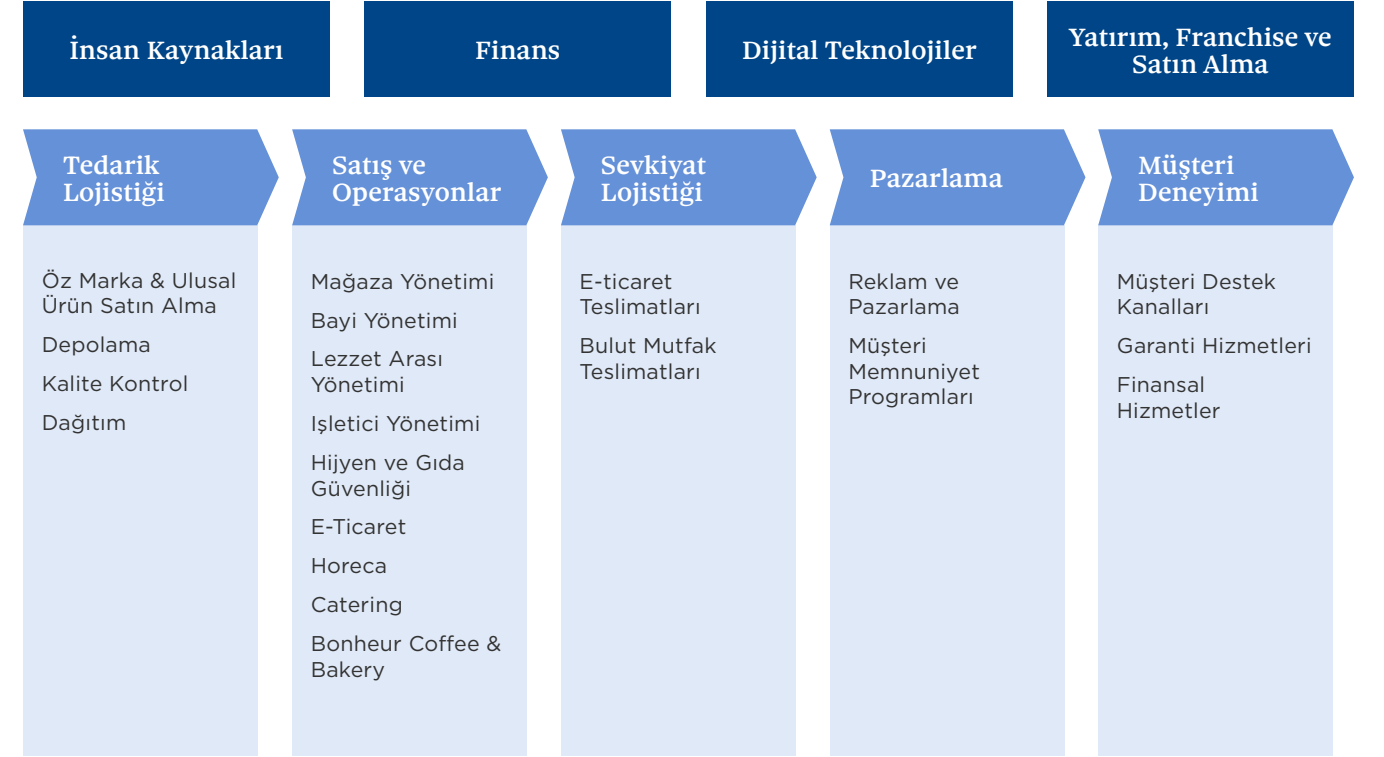 İnsan Kaynakları
Finans
Dijital Teknolojiler
Yatırım, Franchise ve
Satın Alma
Tedarik
Lojistiği
Satış ve
Operasyonlar
Sevkiyat
Lojistiği
Pazarlama
Müşteri
Deneyimi
Öz Marka & Ulusal
Ürün Satın Alma
Depolama
Kalite Kontrol
Dağıtım
Mağaza Yönetimi
Bayi Yönetimi
Lezzet Arası
Yönetimi
Işletici Yönetimi
Hijyen ve Gıda
Güvenliği
E-Ticaret
Horeca
Catering
Bonheur Coffee &
Bakery
E-ticaret
Teslimatları
Bulut Mutfak
Teslimatları
Reklam ve
Pazarlama
Müşteri
Memnuniyet
Programları
Müşteri Destek
Kanalları
Garanti Hizmetleri
Finansal
Hizmetler